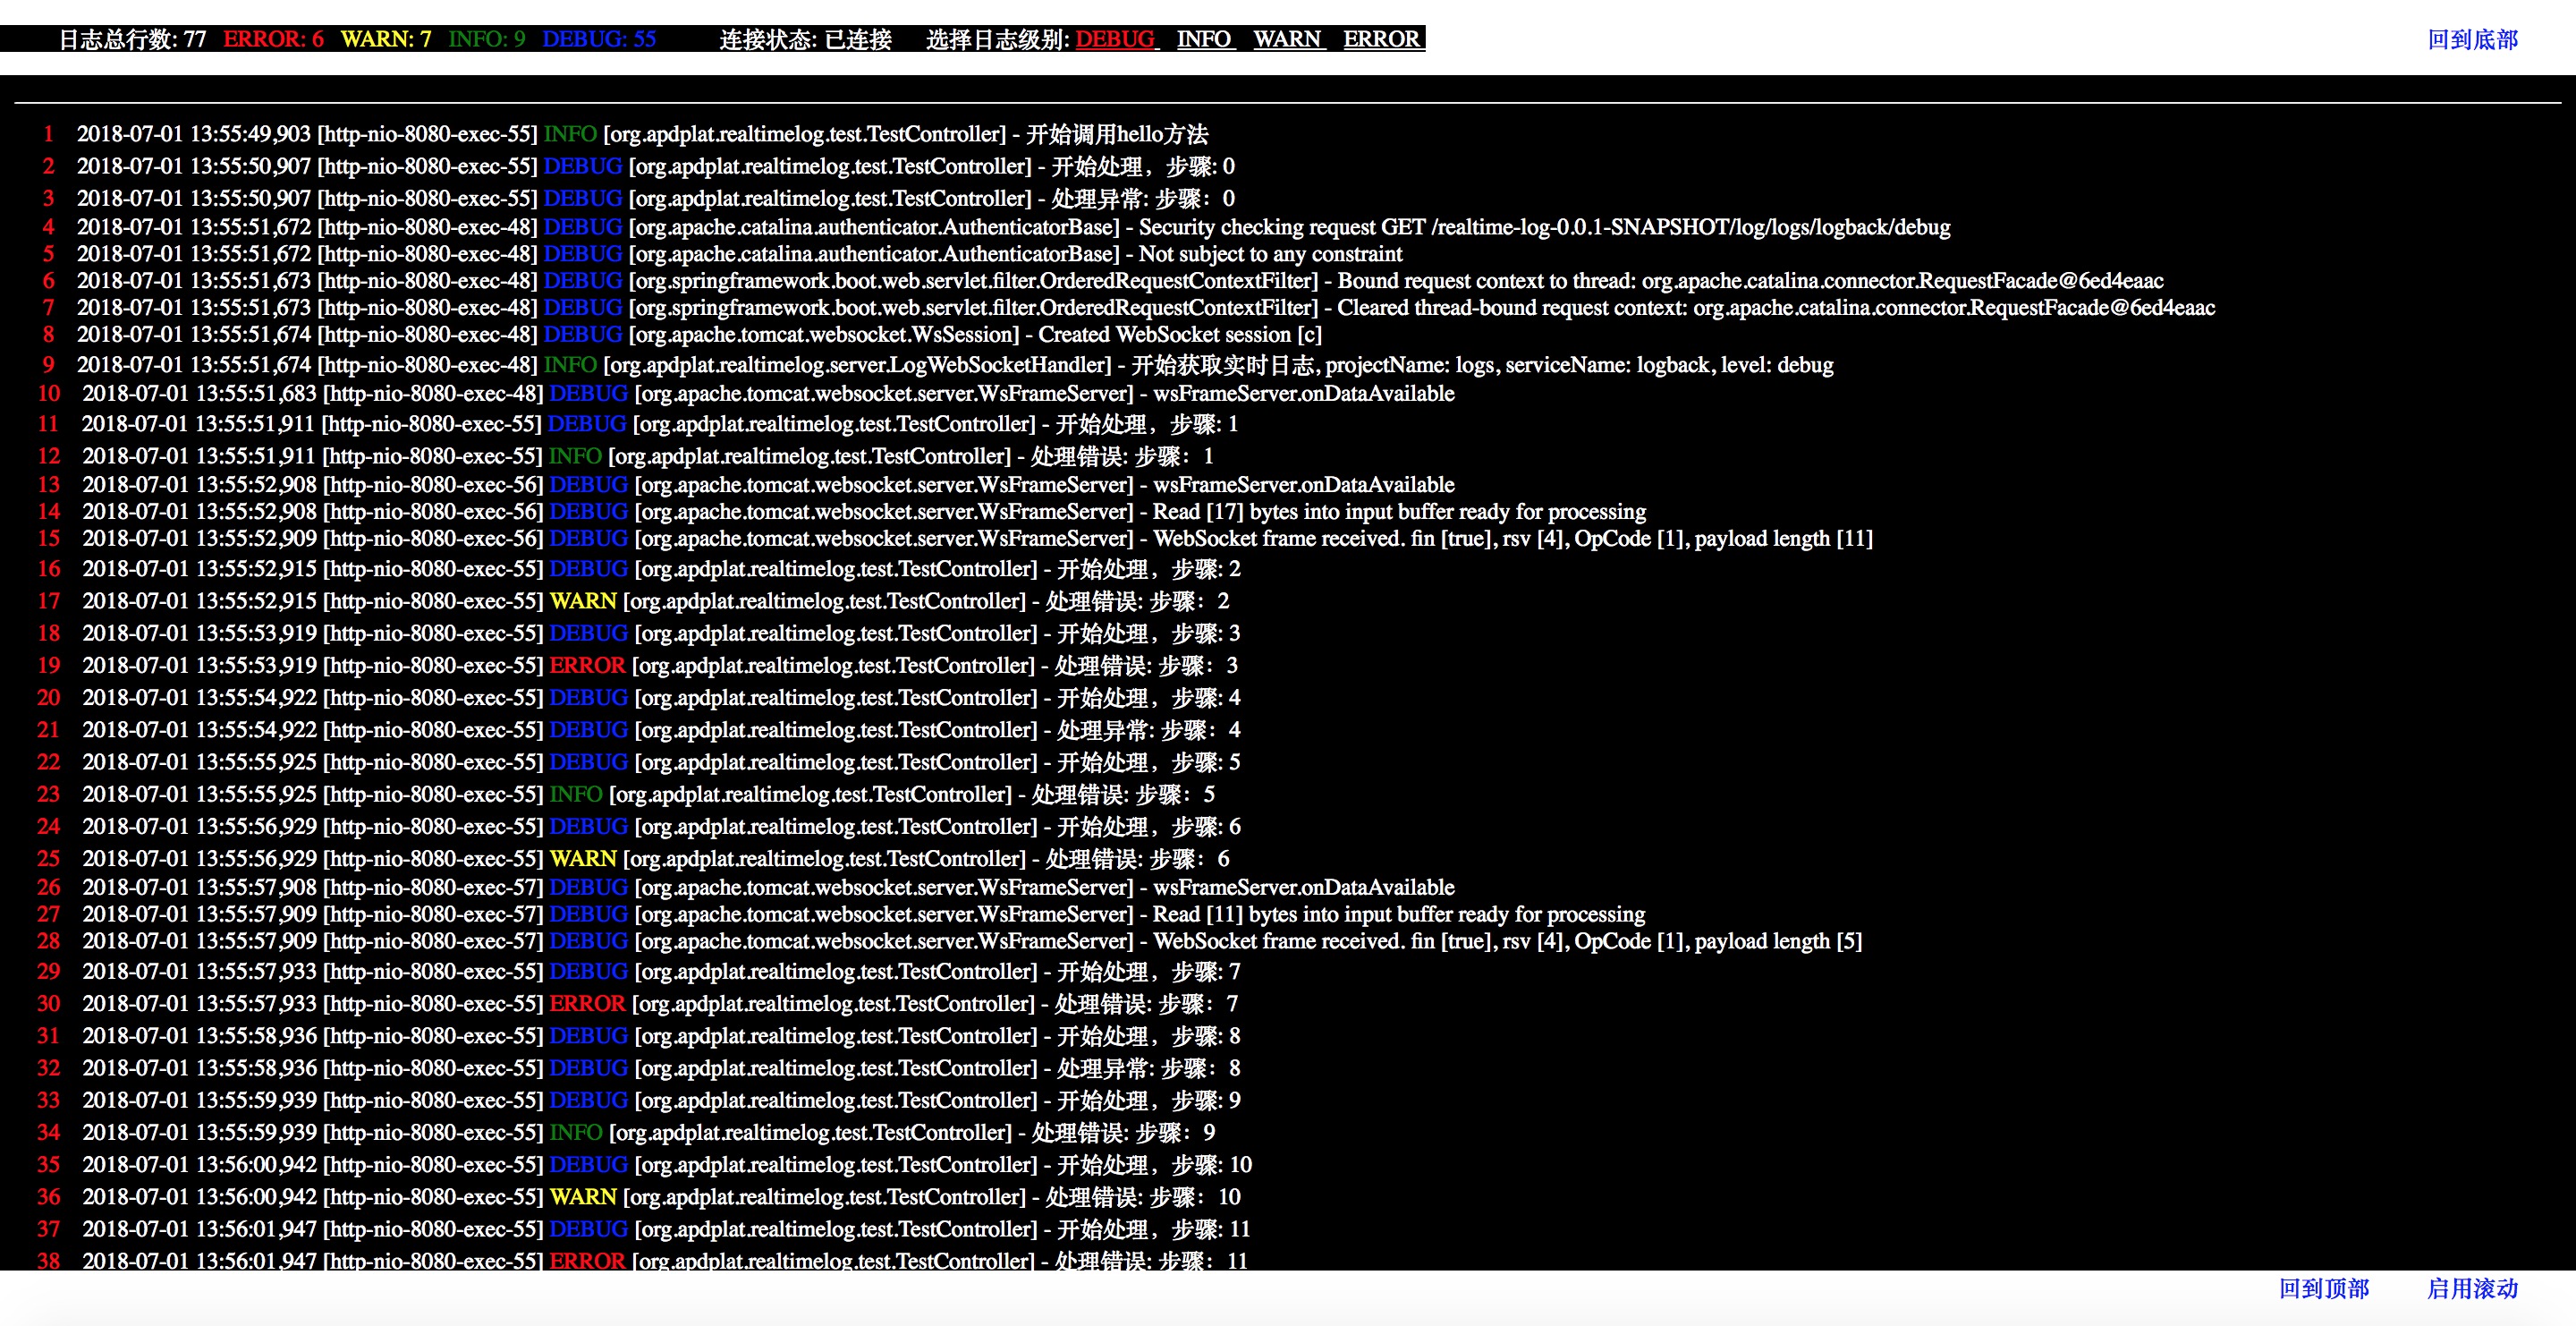 日志总行数: 77 ERROR: 6 WARN: 7 INFO: 9 DEBUG: 55 连接状态: 已连接 选择日志级别: DEBUG INFO WARN ERROR 回到底部
1 2018-07-01 13:55:49,903 [http-nio-8080-exec-55] INFO [org.apdplat.realtimelog.test.TestController] - 开始调用hello方法
2 2018-07-01 13:55:50,907 [http-nio-8080-exec-55] DEBUG [org.apdplat.realtimelog.test.TestController] - 开始处理，步骤: 0
3 2018-07-01 13:55:50,907 [http-nio-8080-exec-55] DEBUG [org.apdplat.realtimelog.test.TestController] - 处理异常: 步骤：0
4 2018-07-01 13:55:51,672 [http-nio-8080-exec-48] DEBUG [org.apache.catalina.authenticator.AuthenticatorBase] - Security checking request GET /realtime-log-0.0.1-SNAPSHOT/log/logs/logback/debug
5 2018-07-01 13:55:51,672 [http-nio-8080-exec-48] DEBUG [org.apache.catalina.authenticator.AuthenticatorBase] - Not subject to any constraint
6 2018-07-01 13:55:51,673 [http-nio-8080-exec-48] DEBUG [org.springframework.boot.web.servlet.filter.OrderedRequestContextFilter] - Bound request context to thread: org.apache.catalina.connector.RequestFacade@6ed4eaac
7 2018-07-01 13:55:51,673 [http-nio-8080-exec-48] DEBUG [org.springframework.boot.web.servlet.filter.OrderedRequestContextFilter] - Cleared thread-bound request context: org.apache.catalina.connector.RequestFacade@6ed4eaac
8 2018-07-01 13:55:51,674 [http-nio-8080-exec-48] DEBUG [org.apache.tomcat.websocket.WsSession] - Created WebSocket session [c]
9 2018-07-01 13:55:51,674 [http-nio-8080-exec-48] INFO [org.apdplat.realtimelog.server.LogWebSocketHandler] - 开始获取实时日志, projectName: logs, serviceName: logback, level: debug
10 2018-07-01 13:55:51,683 [http-nio-8080-exec-48] DEBUG [org.apache.tomcat.websocket.server.WsFrameServer] - wsFrameServer.onDataAvailable
11 2018-07-01 13:55:51,911 [http-nio-8080-exec-55] DEBUG [org.apdplat.realtimelog.test.TestController] - 开始处理，步骤: 1
12 2018-07-01 13:55:51,911 [http-nio-8080-exec-55] INFO [org.apdplat.realtimelog.test.TestController] - 处理错误: 步骤：1
13 2018-07-01 13:55:52,908 [http-nio-8080-exec-56] DEBUG [org.apache.tomcat.websocket.server.WsFrameServer] - wsFrameServer.onDataAvailable
14 2018-07-01 13:55:52,908 [http-nio-8080-exec-56] DEBUG [org.apache.tomcat.websocket.server.WsFrameServer] - Read [17] bytes into input buffer ready for processing
15 2018-07-01 13:55:52,909 [http-nio-8080-exec-56] DEBUG [org.apache.tomcat.websocket.server.WsFrameServer] - WebSocket frame received. fin [true], rsv [4], OpCode [1], payload length [11]
16 2018-07-01 13:55:52,915 [http-nio-8080-exec-55] DEBUG [org.apdplat.realtimelog.test.TestController] - 开始处理，步骤: 2
17 2018-07-01 13:55:52,915 [http-nio-8080-exec-55] WARN [org.apdplat.realtimelog.test.TestController] - 处理错误: 步骤：2
18 2018-07-01 13:55:53,919 [http-nio-8080-exec-55] DEBUG [org.apdplat.realtimelog.test.TestController] - 开始处理，步骤: 3
19 2018-07-01 13:55:53,919 [http-nio-8080-exec-55] ERROR [org.apdplat.realtimelog.test.TestController] - 处理错误: 步骤：3
20 2018-07-01 13:55:54,922 [http-nio-8080-exec-55] DEBUG [org.apdplat.realtimelog.test.TestController] - 开始处理，步骤: 4
21 2018-07-01 13:55:54,922 [http-nio-8080-exec-55] DEBUG [org.apdplat.realtimelog.test.TestController] - 处理异常: 步骤：4
22 2018-07-01 13:55:55,925 [http-nio-8080-exec-55] DEBUG [org.apdplat.realtimelog.test.TestController] - 开始处理，步骤: 5
23 2018-07-01 13:55:55,925 [http-nio-8080-exec-55] INFO [org.apdplat.realtimelog.test.TestController] - 处理错误: 步骤：5
24 2018-07-01 13:55:56,929 [http-nio-8080-exec-55] DEBUG [org.apdplat.realtimelog.test.TestController] - 开始处理，步骤: 6
25 2018-07-01 13:55:56,929 [http-nio-8080-exec-55] WARN [org.apdplat.realtimelog.test.TestController] - 处理错误: 步骤：6
26 2018-07-01 13:55:57,908 [http-nio-8080-exec-57] DEBUG [org.apache.tomcat.websocket.server.WsFrameServer] - wsFrameServer.onDataAvailable
27 2018-07-01 13:55:57,909 [http-nio-8080-exec-57] DEBUG [org.apache.tomcat.websocket.server.WsFrameServer] - Read [11] bytes into input buffer ready for processing
28 2018-07-01 13:55:57,909 [http-nio-8080-exec-57] DEBUG [org.apache.tomcat.websocket.server.WsFrameServer] - WebSocket frame received. fin [true], rsv [4], OpCode [1], payload length [5]
29 2018-07-01 13:55:57,933 [http-nio-8080-exec-55] DEBUG [org.apdplat.realtimelog.test.TestController] - 开始处理，步骤: 7
30 2018-07-01 13:55:57,933 [http-nio-8080-exec-55] ERROR [org.apdplat.realtimelog.test.TestController] - 处理错误: 步骤：7
31 2018-07-01 13:55:58,936 [http-nio-8080-exec-55] DEBUG [org.apdplat.realtimelog.test.TestController] - 开始处理，步骤: 8
32 2018-07-01 13:55:58,936 [http-nio-8080-exec-55] DEBUG [org.apdplat.realtimelog.test.TestController] - 处理异常: 步骤：8
33 2018-07-01 13:55:59,939 [http-nio-8080-exec-55] DEBUG [org.apdplat.realtimelog.test.TestController] - 开始处理，步骤: 9
34 2018-07-01 13:55:59,939 [http-nio-8080-exec-55] INFO [org.apdplat.realtimelog.test.TestController] - 处理错误: 步骤：9
35 2018-07-01 13:56:00,942 [http-nio-8080-exec-55] DEBUG [org.apdplat.realtimelog.test.TestController] - 开始处理，步骤: 10
36 2018-07-01 13:56:00,942 [http-nio-8080-exec-55] WARN [org.apdplat.realtimelog.test.TestController] - 处理错误: 步骤：10
37 2018-07-01 13:56:01,947 [http-nio-8080-exec-55] DEBUG [org.apdplat.realtimelog.test.TestController] - 开始处理，步骤: 11
38 2018-07-01 13:56:01,947 [http-nio-8080-exec-55] ERROR [org.apdplat.realtimelog.test.TestController] - 处理错误: 步骤：11
回到顶部 启用滚动